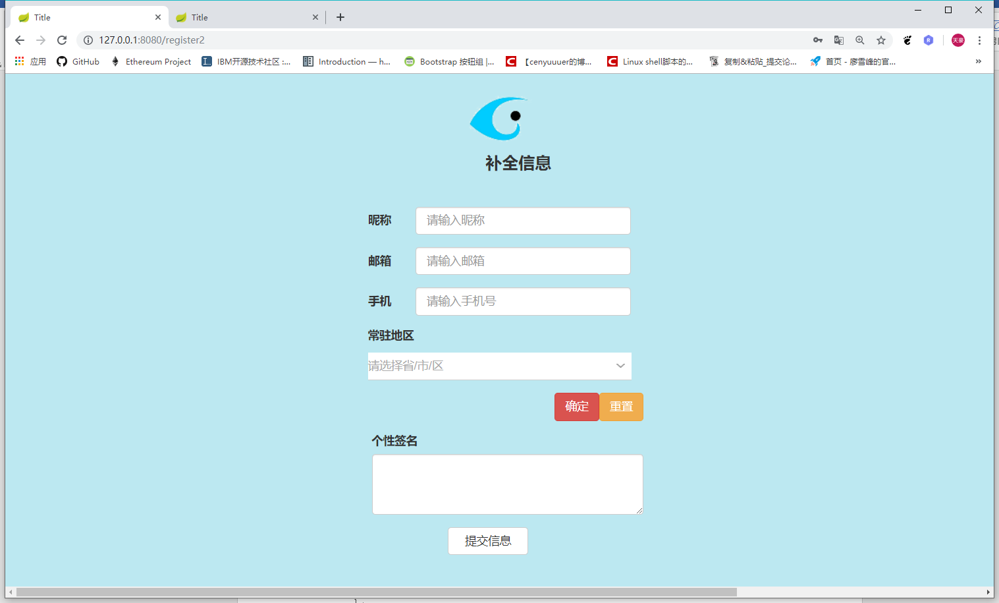 Title
Title
127.0.0.1:8080/register2
天豪
应用
GitHub
Ethereum Project
IBM开源技术社区 :...
Introduction — h...
Bootstrap 按钮组 |...
【cenyuuuer的博...
Linux shell脚本的...
复制&粘贴_提交论...
首页 - 廖雪峰的官...
»
补全信息
昵称 请输入昵称
邮箱 请输入邮箱
手机 请输入手机号
常驻地区
请选择省/市/区
确定 重置
个性签名
提交信息